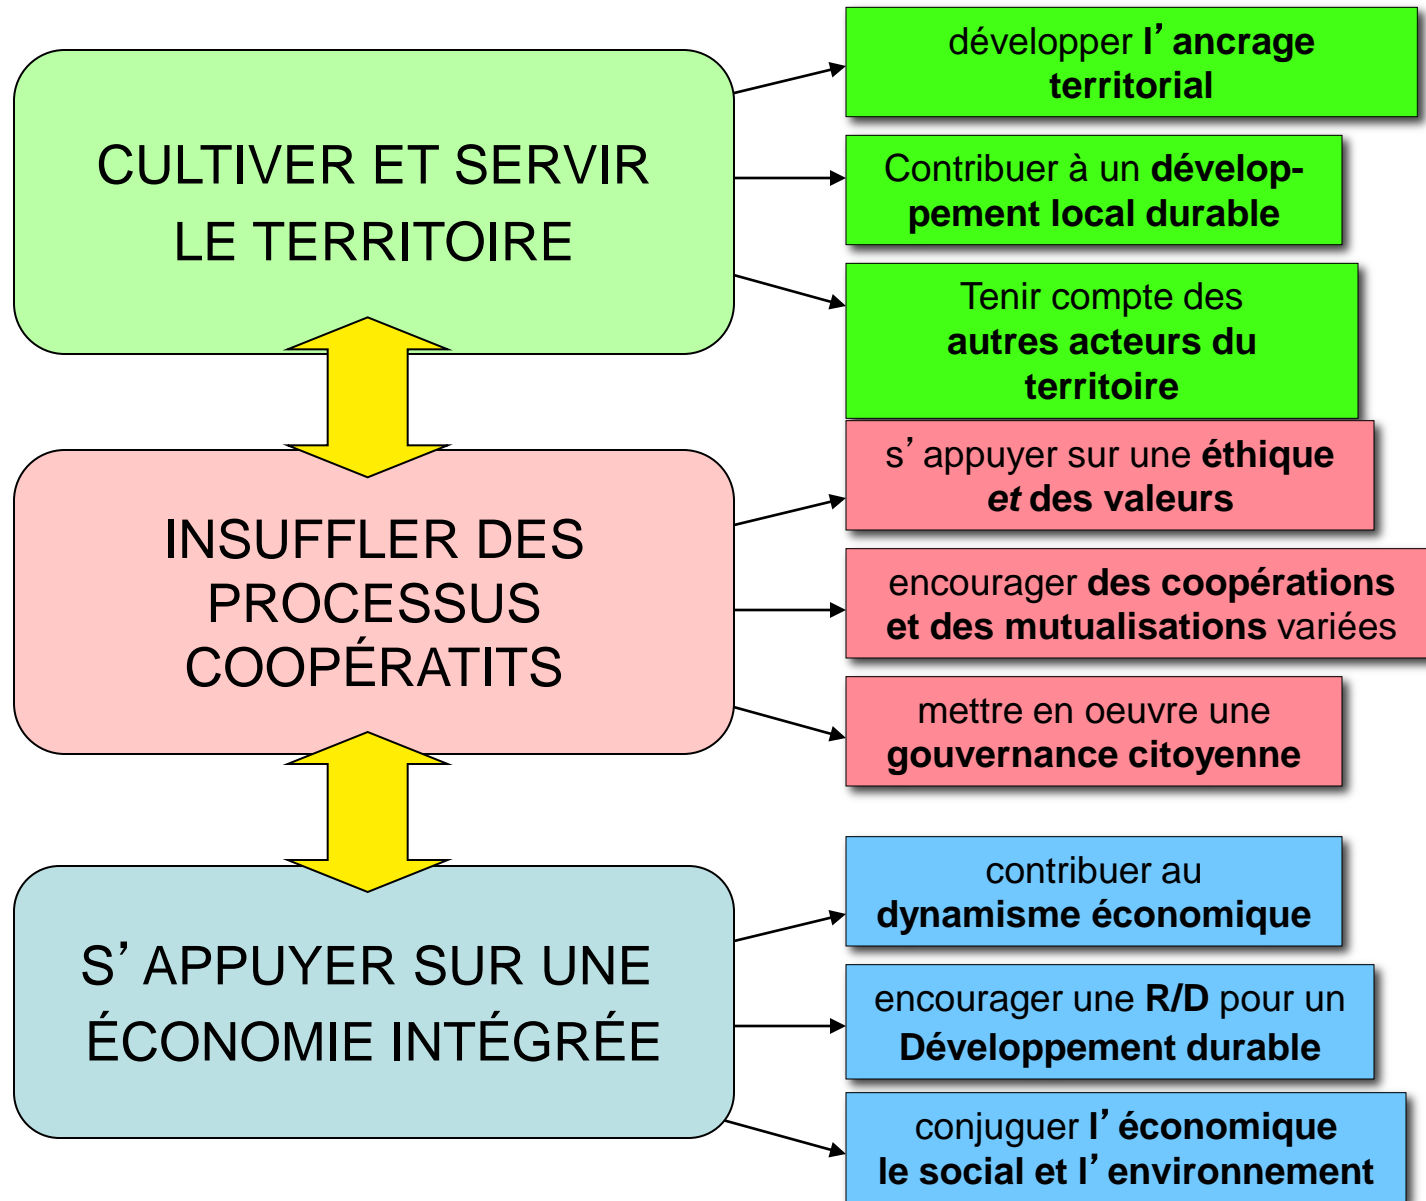 CULTIVER ET SERVIR
LE TERRITOIRE
développer l’ ancrage
territorial
Contribuer à un dévelop-
pement local durable
Tenir compte des
autres acteurs du
territoire
INSUFFLER DES
PROCESSUS
COOPÉRATITS
s’ appuyer sur une éthique
et des valeurs
encourager des coopérations
et des mutualisations variées
mettre en oeuvre une
gouvernance citoyenne
S’ APPUYER SUR UNE
ÉCONOMIE INTÉGRÉE
contribuer au
dynamisme économique
encourager une R/D pour un
Développement durable
conjuguer l’ économique
le social et l’ environnement